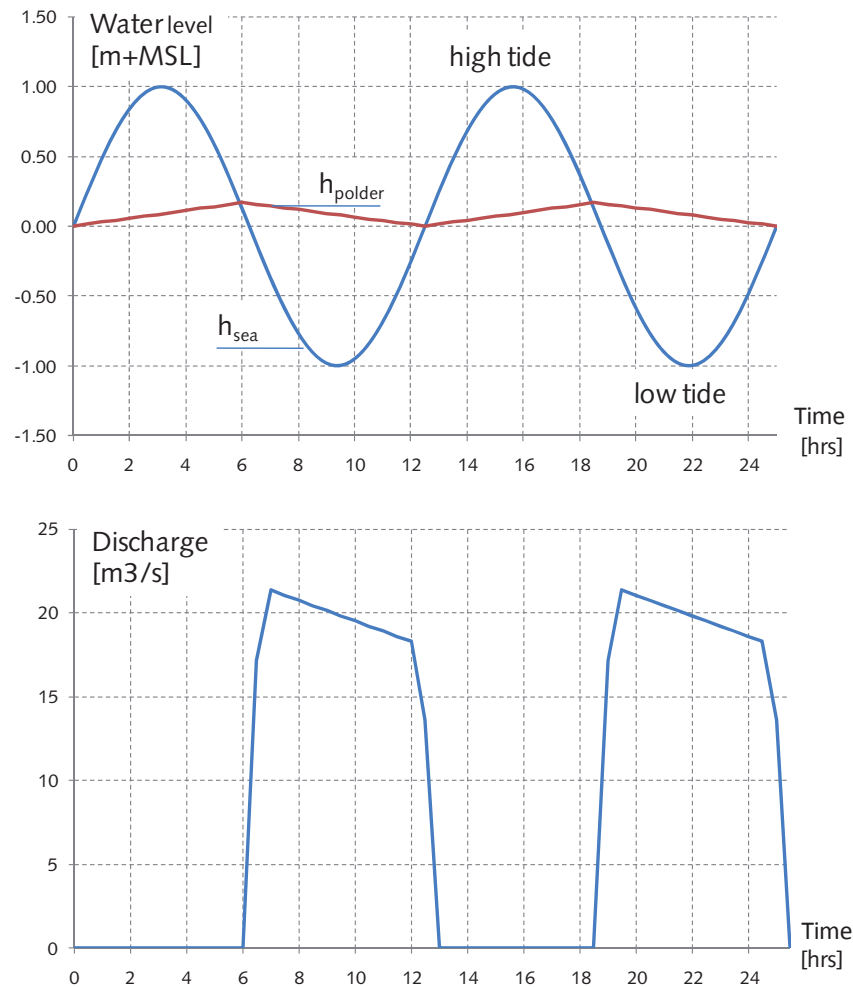 Water level
[m+MSL]
1.50
1.00
0.50
0.00
-0.50
-1.00
-1.50
high tide
hpolder
hsea
low tide
Time
[hrs]
0 2 4 6 8 10 12 14 16 18 20 22 24
Discharge
[m3/s]
25
20
15
10
5
0
Time
[hrs]
0 2 4 6 8 10 12 14 16 18 20 22 24